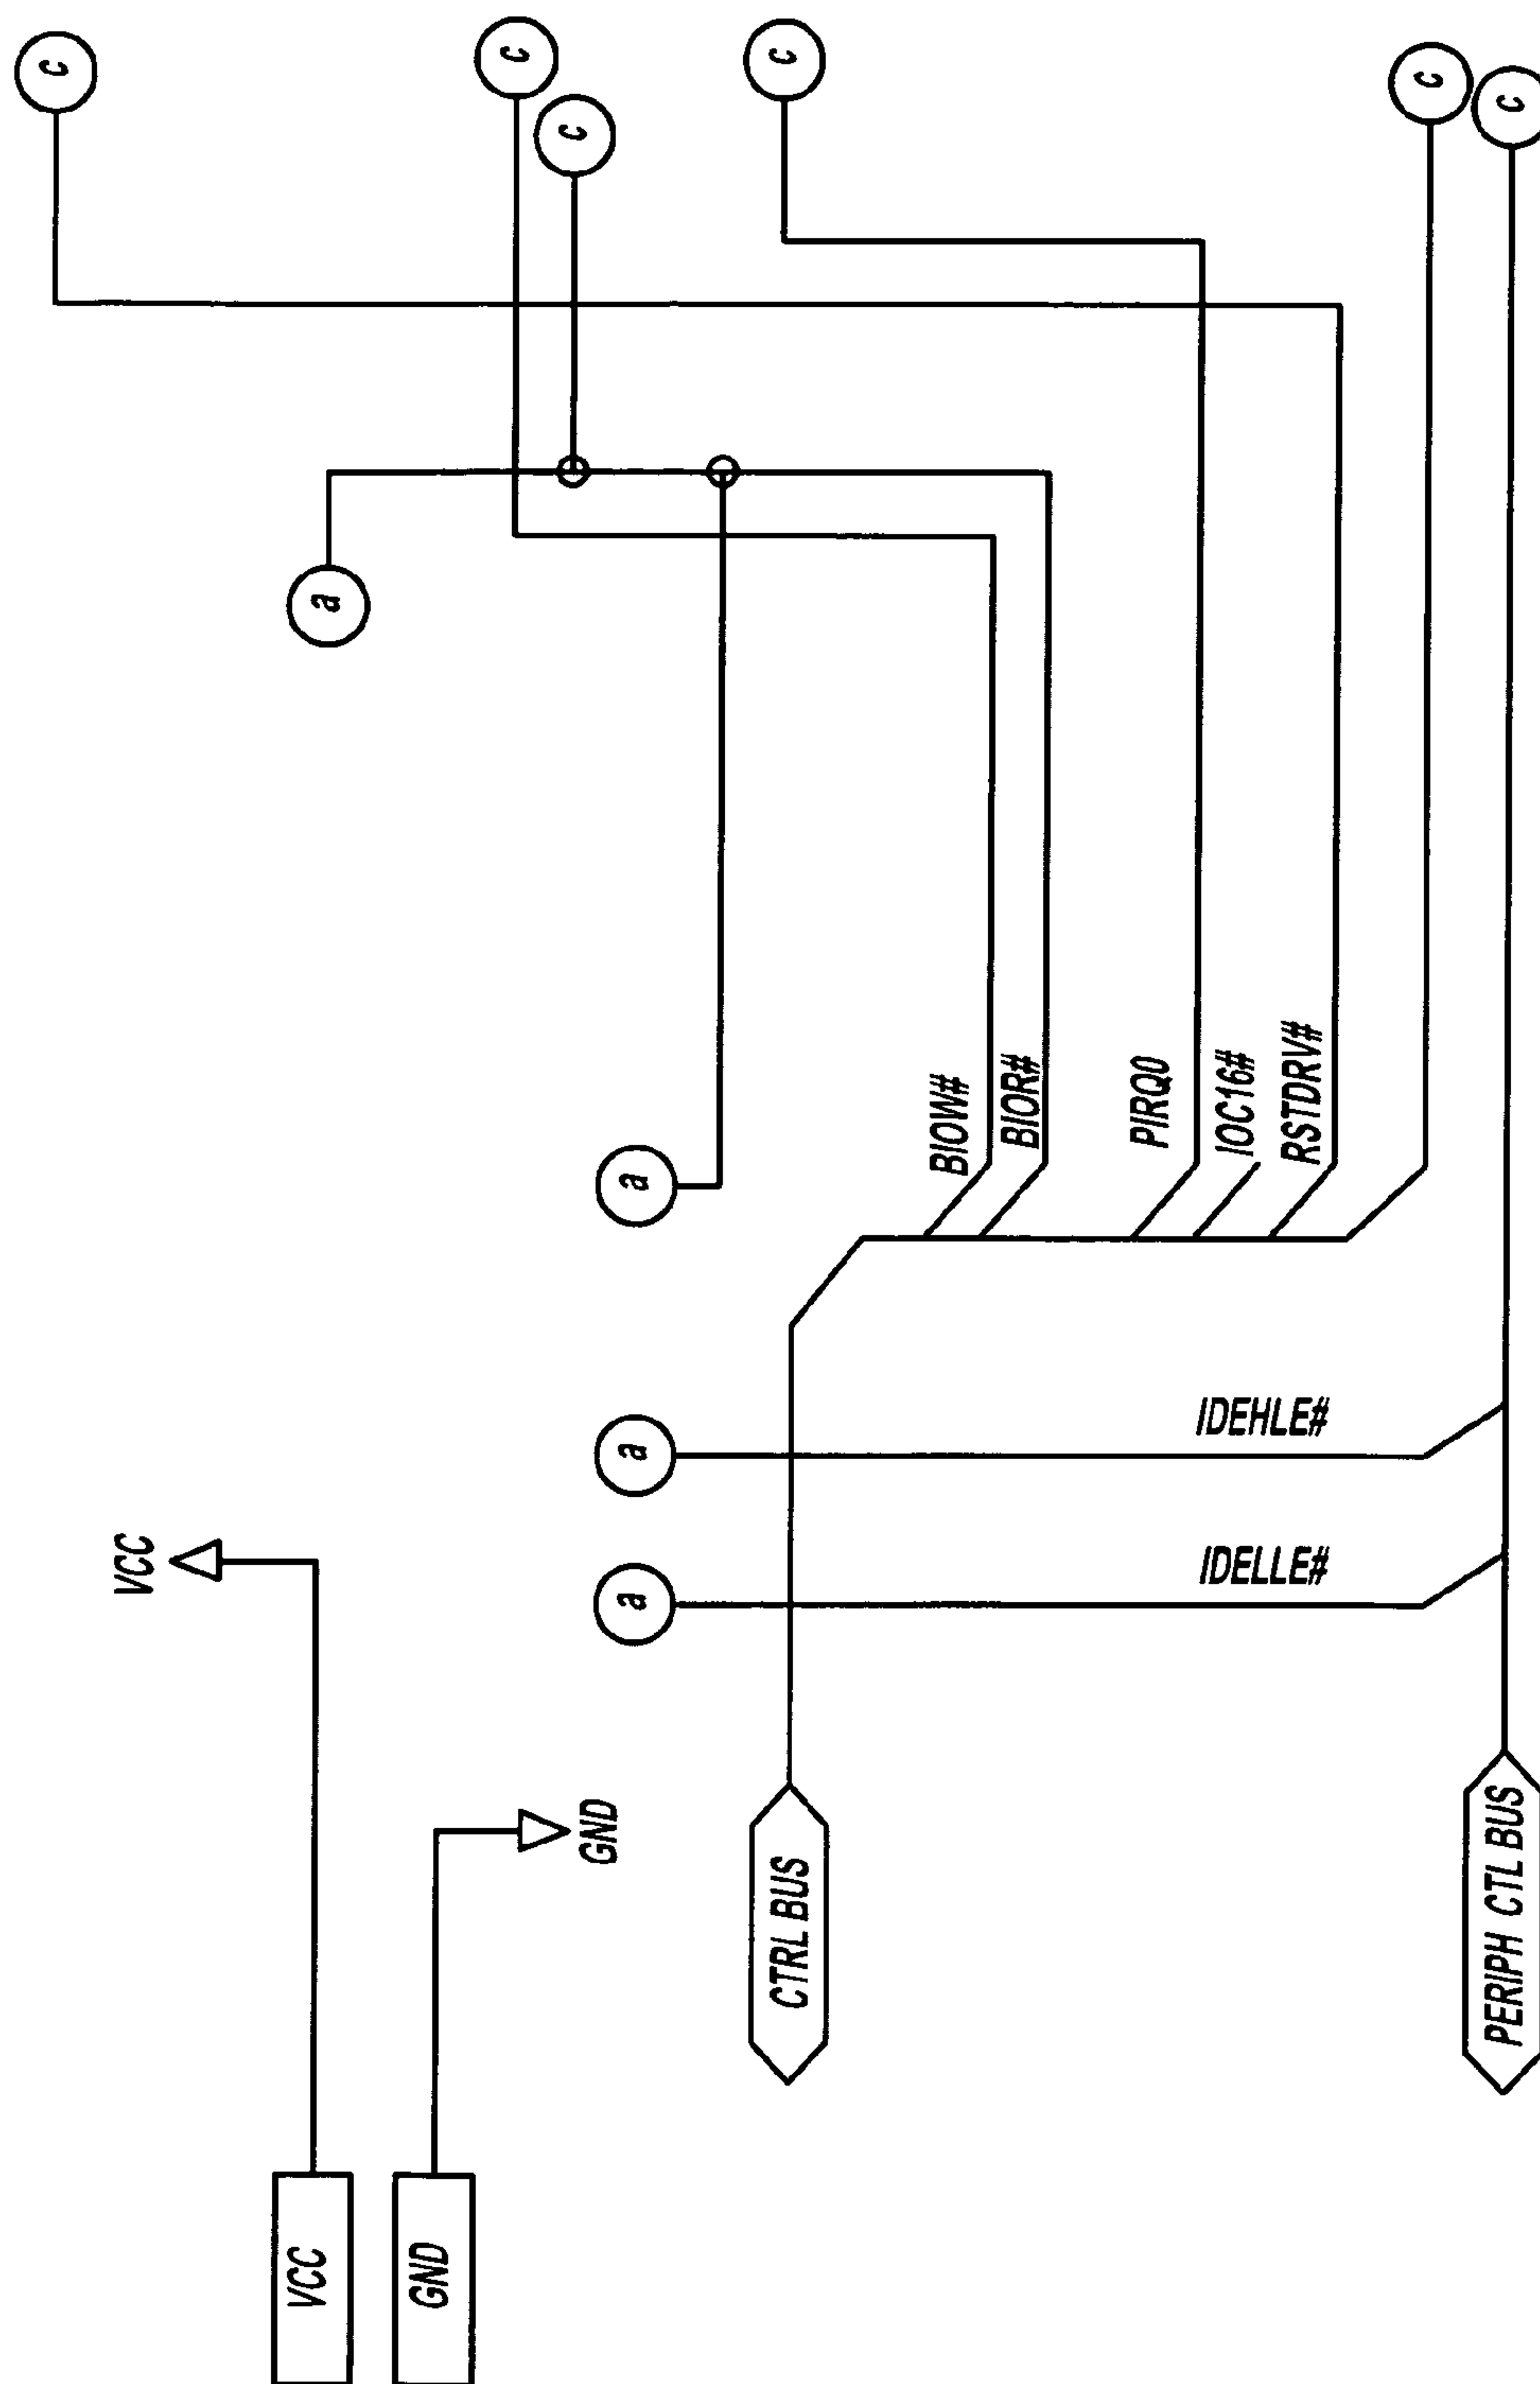 c
c
c
c
c
c
a
a
BIOW#
BIOR#
PIRQ0
IOC16#
RSTDRV#
a
IDEHLE#
VCC
a
IDELLE#
GND
CTRL BUS
PERIPH CTL BUS
VCC
GND